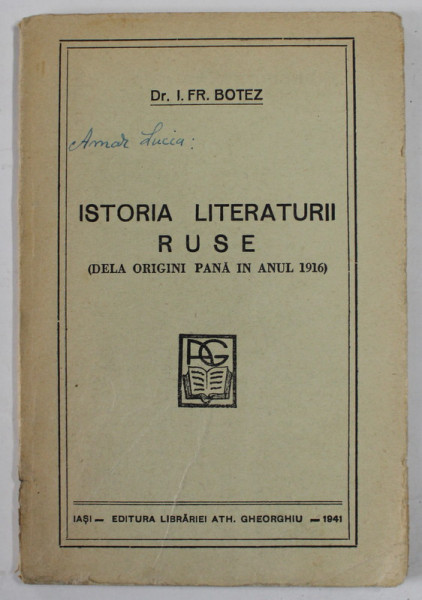 Dr. I. FR. BOTEZ
Amar Lucia:
ISTORIA LITERATURII
RUSE
(DELA ORIGINI PANĂ IN ANUL 1916)
PG
IAȘI — EDITURA LIBRĂRIEI ATH. GHEORGHIU — 1941